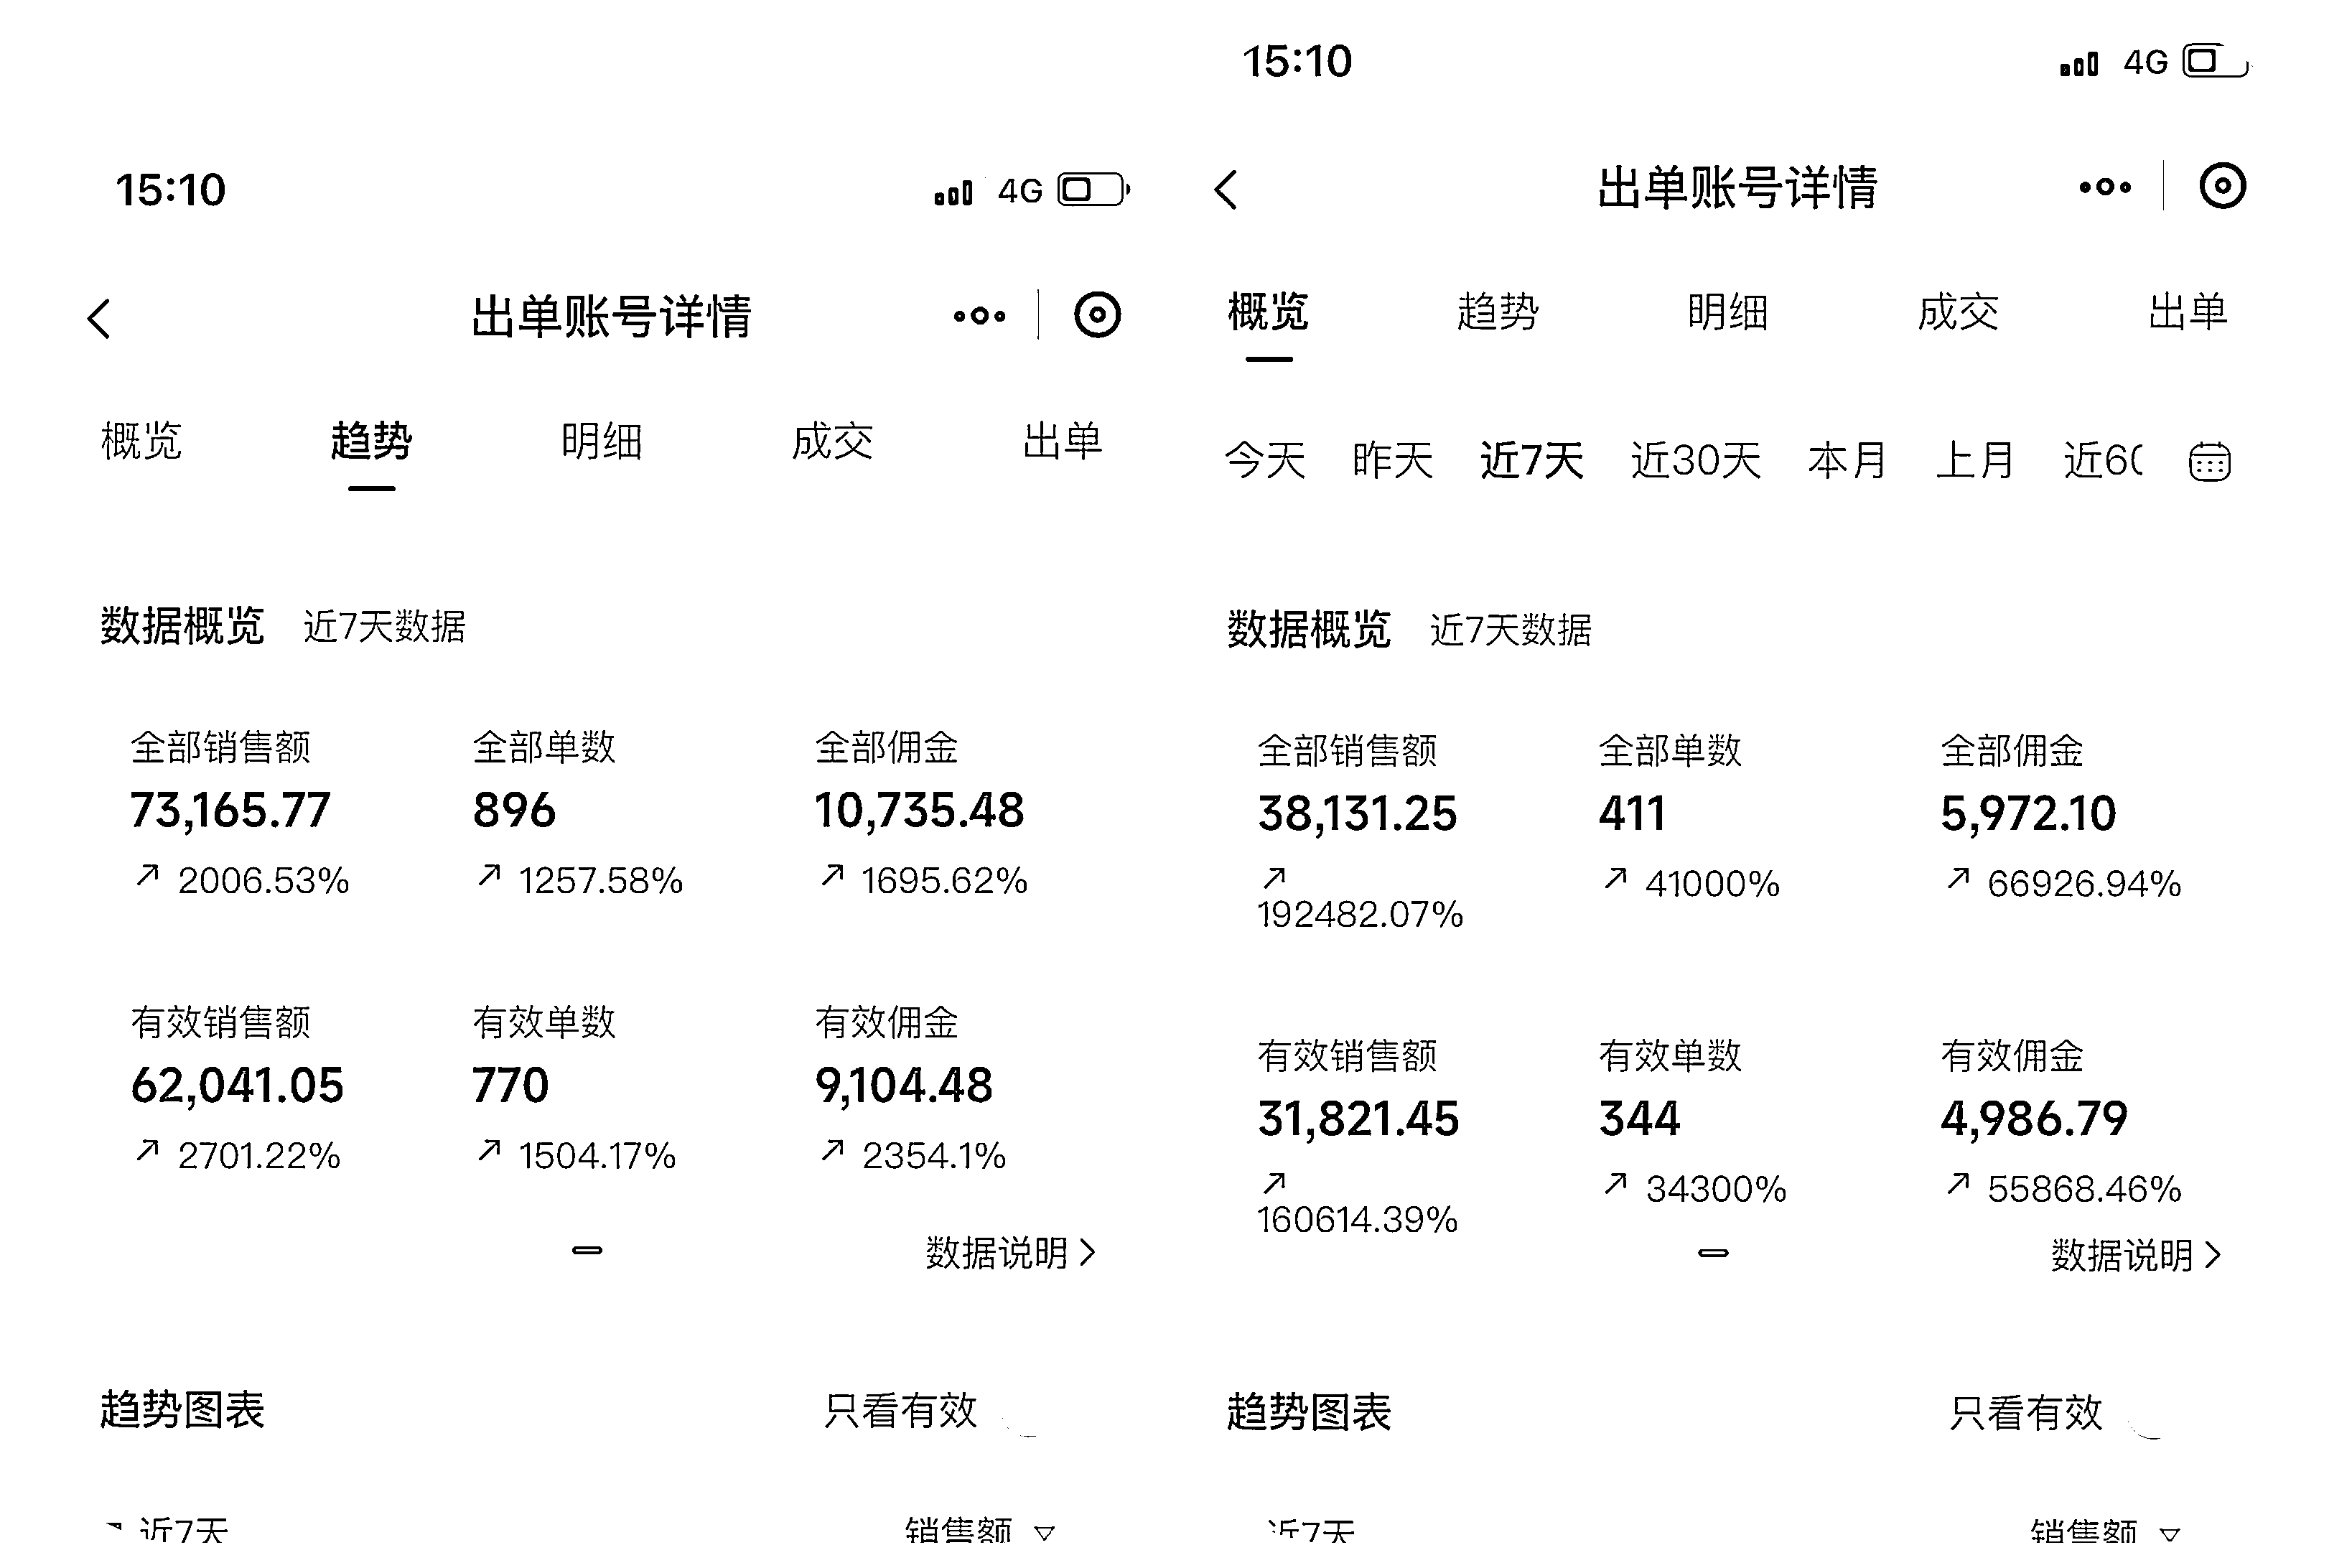 15:10
4G
出单账号详情
概览 趋势 明细 成交 出单
数据概览 近7天数据
全部销售额 全部单数 全部佣金
73,165.77 896 10,735.48
↗ 2006.53% ↗ 1257.58% ↗ 1695.62%
有效销售额 有效单数 有效佣金
62,041.05 770 9,104.48
↗ 2701.22% ↗ 1504.17% ↗ 2354.1%
数据说明 >
趋势图表 只看有效
近7天 销售额
15:10
4G
出单账号详情
概览 趋势 明细 成交 出单
今天 昨天 近7天 近30天 本月 上月 近60
数据概览 近7天数据
全部销售额 全部单数 全部佣金
38,131.25 411 5,972.10
↗ 192482.07% ↗ 41000% ↗ 66926.94%
有效销售额 有效单数 有效佣金
31,821.45 344 4,986.79
↗ 160614.39% ↗ 34300% ↗ 55868.46%
数据说明 >
趋势图表 只看有效
近7天 销售额